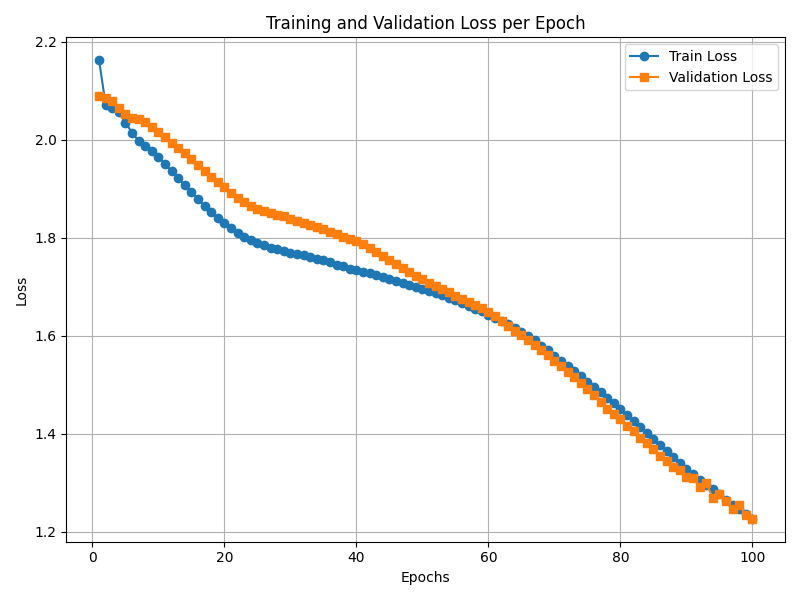 Training and Validation Loss per Epoch
Train Loss
Validation Loss
2.2
2.0
1.8
1.6
1.4
1.2
Loss
0 20 40 60 80 100
Epochs